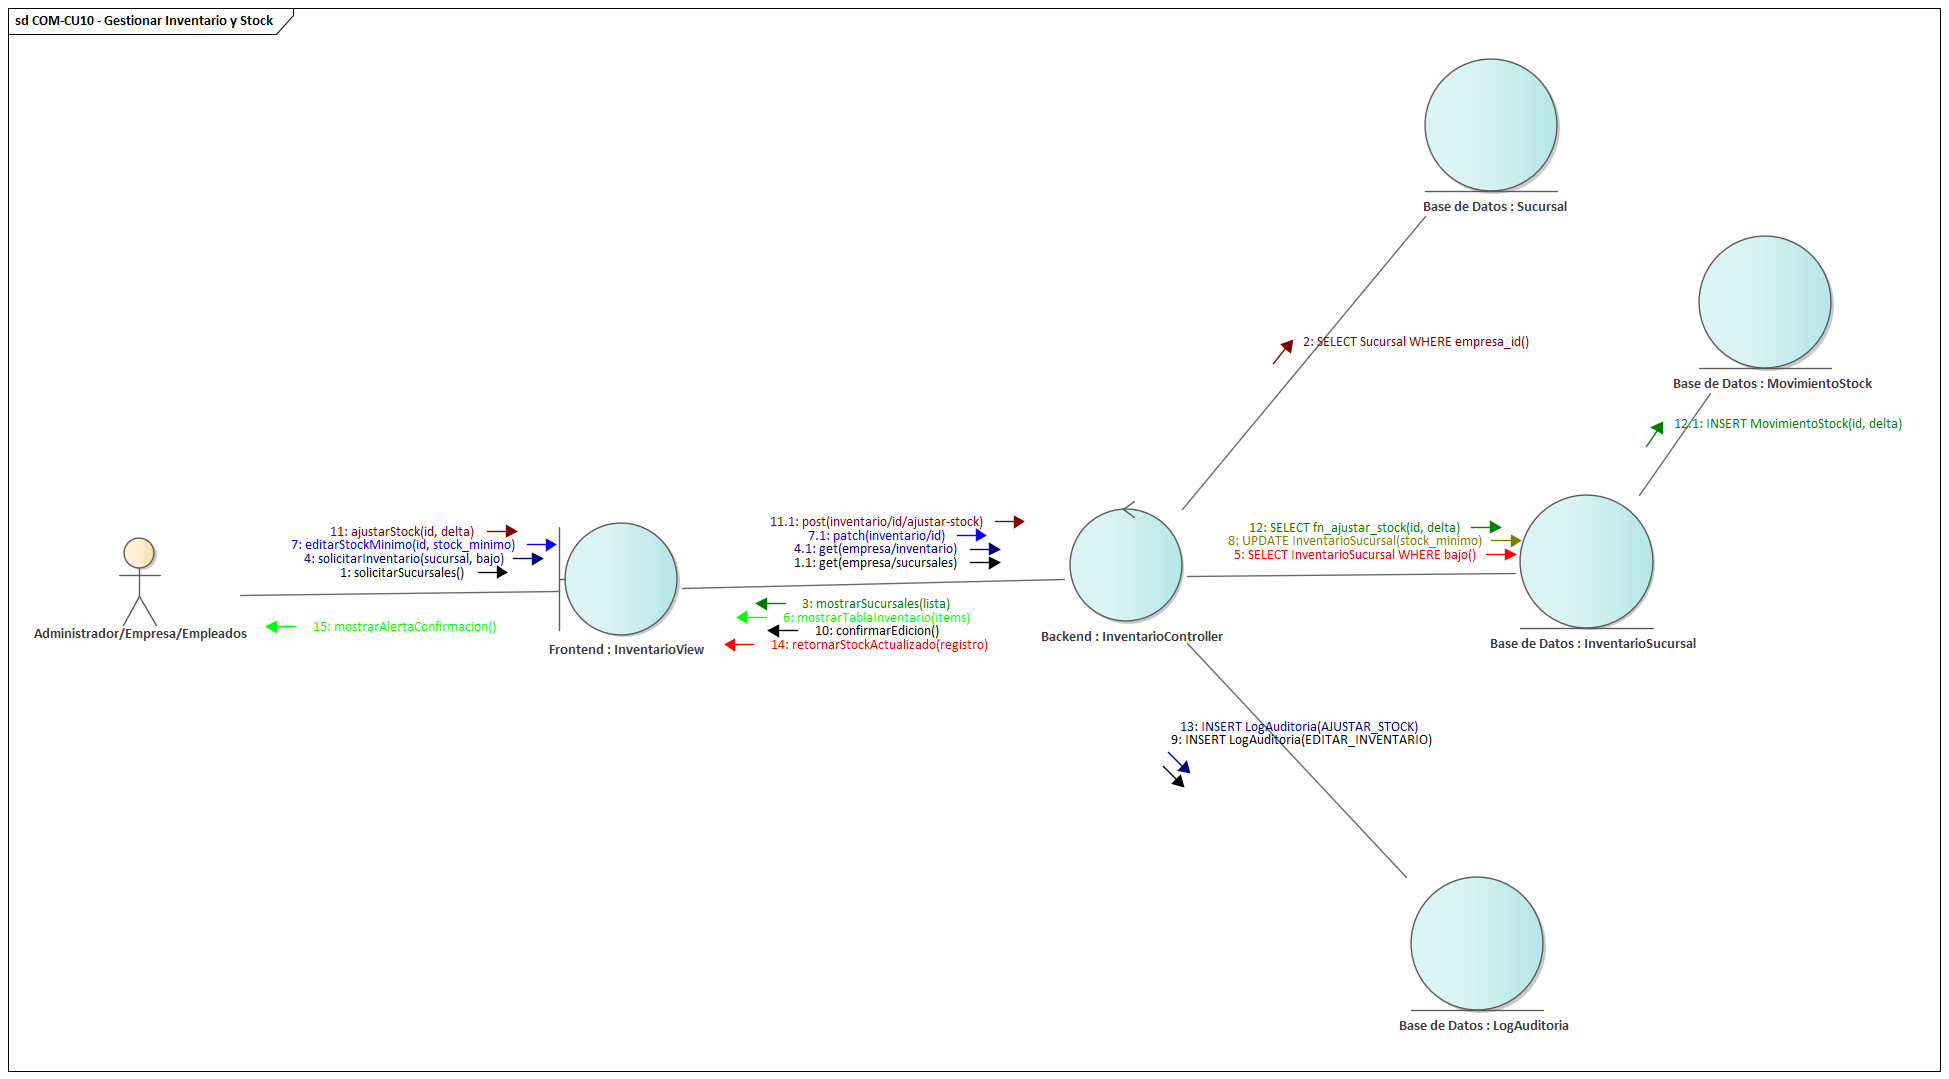 sd COM-CU10 - Gestionar Inventario y Stock
Base de Datos : Sucursal
2: SELECT Sucursal WHERE empresa_id()
Base de Datos : MovimientoStock
12.1: INSERT MovimientoStock(id, delta)
11: ajustarStock(id, delta)
7: editarStockMinimo(id, stock_minimo)
4: solicitarInventario(sucursal, bajo)
1: solicitarSucursales()
11.1: post(inventario/id/ajustar-stock)
7.1: patch(inventario/id)
4.1: get(empresa/inventario)
1.1: get(empresa/sucursales)
12: SELECT fn_ajustar_stock(id, delta)
8: UPDATE InventarioSucursal(stock_minimo)
5: SELECT InventarioSucursal WHERE bajo()
3: mostrarSucursales(lista)
6: mostrarTablaInventario(items)
10: confirmarEdicion()
14: retornarStockActualizado(registro)
15: mostrarAlertaConfirmacion()
Administrador/Empresa/Empleados
Frontend : InventarioView
Backend : InventarioController
Base de Datos : InventarioSucursal
13: INSERT LogAuditoria(AJUSTAR_STOCK)
9: INSERT LogAuditoria(EDITAR_INVENTARIO)
Base de Datos : LogAuditoria